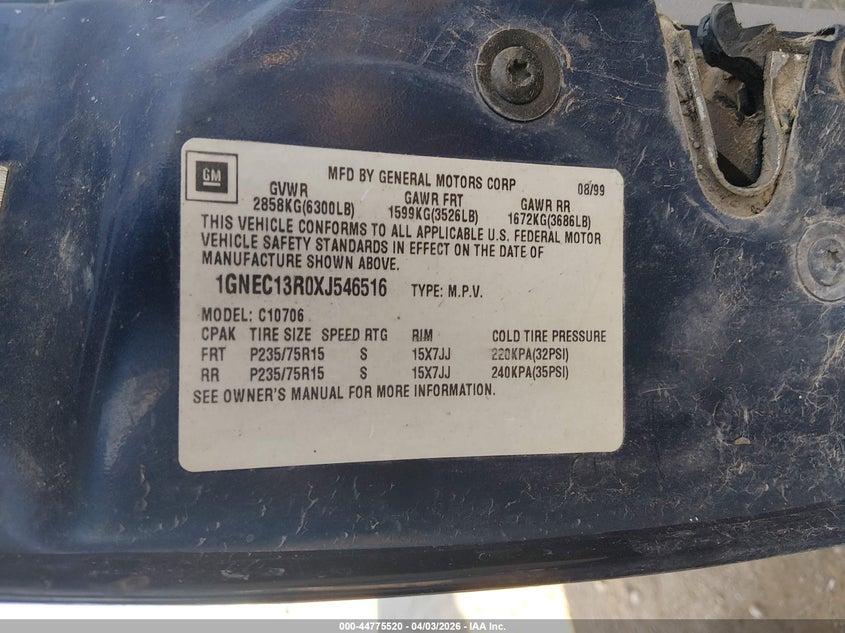 GM
MFD BY GENERAL MOTORS CORP 08/99
GVWR GAWR FRT GAWR RR
2858KG(6300LB) 1599KG(3526LB) 1672KG(3686LB)
THIS VEHICLE CONFORMS TO ALL APPLICABLE U.S. FEDERAL MOTOR
VEHICLE SAFETY STANDARDS IN EFFECT ON THE DATE OF
MANUFACTURE SHOWN ABOVE.
1GNEC13R0XJ546516 TYPE: M.P.V.
MODEL: C10706
CPAK TIRE SIZE SPEED RTG RIM COLD TIRE PRESSURE
FRT P235/75R15 S 15X7JJ 220KPA(32PSI)
RR P235/75R15 S 15X7JJ 240KPA(35PSI)
SEE OWNER'S MANUAL FOR MORE INFORMATION.
000-44775520 - 04/03/2026 - IAA Inc.